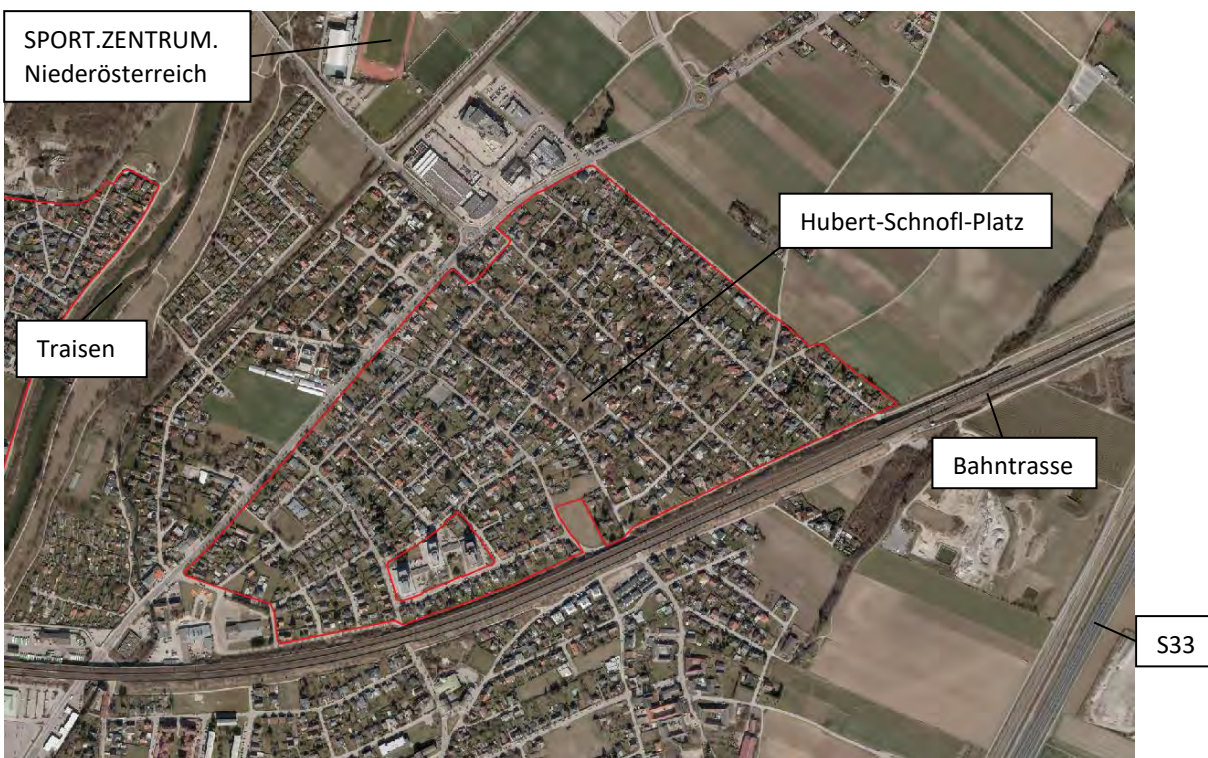 SPORT.ZENTRUM.
Niederösterreich
Hubert-Schnofl-Platz
Traisen
Bahntrasse
S33